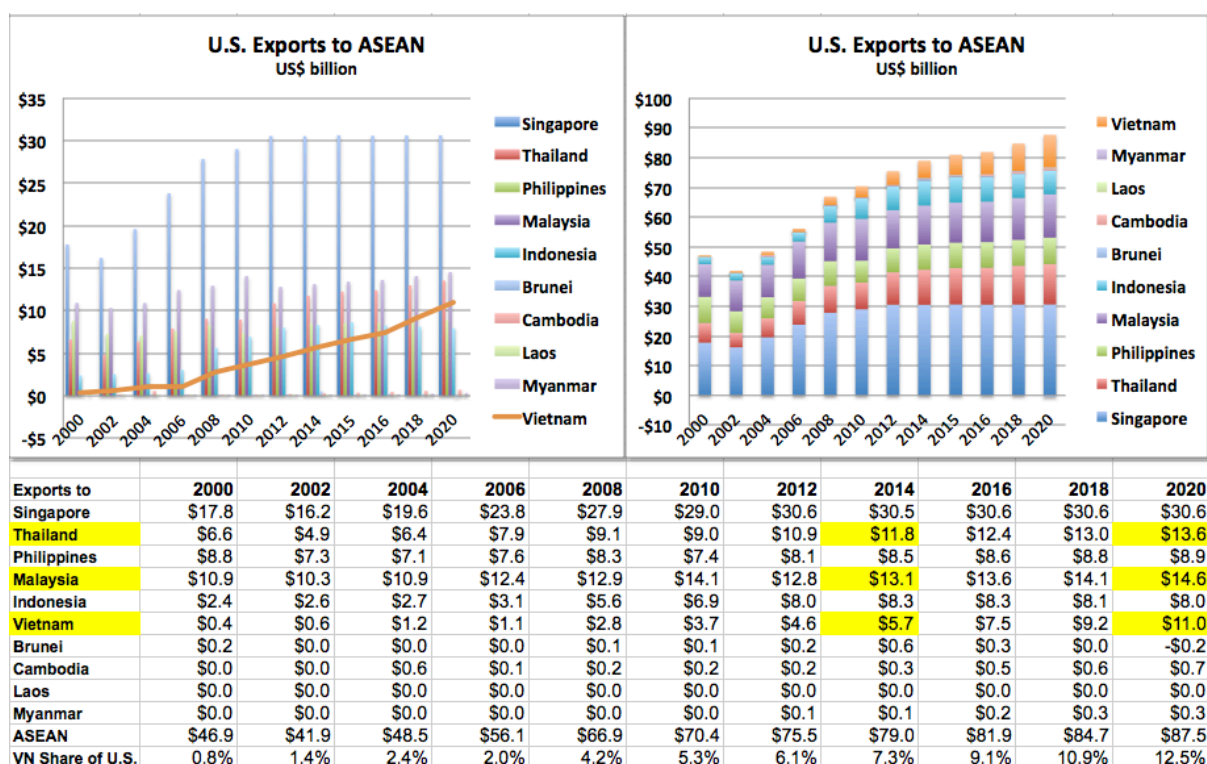 U.S. Exports to ASEAN
US$ billion
$35
$30
$25
$20
$15
$10
$5
$0
-$5
2000 2002 2004 2006 2008 2010 2012 2014 2015 2016 2018 2020
Singapore
Thailand
Philippines
Malaysia
Indonesia
Brunei
Cambodia
Laos
Myanmar
Vietnam
U.S. Exports to ASEAN
US$ billion
$100
$90
$80
$70
$60
$50
$40
$30
$20
$10
$0
-$10
2000 2002 2004 2006 2008 2010 2012 2014 2015 2016 2018 2020
Vietnam
Myanmar
Laos
Cambodia
Brunei
Indonesia
Malaysia
Philippines
Thailand
Singapore
Exports to 2000 2002 2004 2006 2008 2010 2012 2014 2016 2018 2020
Singapore $17.8 $16.2 $19.6 $23.8 $27.9 $29.0 $30.6 $30.5 $30.6 $30.6 $30.6
Thailand $6.6 $4.9 $6.4 $7.9 $9.1 $9.0 $10.9 $11.8 $12.4 $13.0 $13.6
Philippines $8.8 $7.3 $7.1 $7.6 $8.3 $7.4 $8.1 $8.5 $8.6 $8.8 $8.9
Malaysia $10.9 $10.3 $10.9 $12.4 $12.9 $14.1 $12.8 $13.1 $13.6 $14.1 $14.6
Indonesia $2.4 $2.6 $2.7 $3.1 $5.6 $6.9 $8.0 $8.3 $8.3 $8.1 $8.0
Vietnam $0.4 $0.6 $1.2 $1.1 $2.8 $3.7 $4.6 $5.7 $7.5 $9.2 $11.0
Brunei $0.2 $0.0 $0.0 $0.0 $0.1 $0.1 $0.2 $0.6 $0.3 $0.0 -$0.2
Cambodia $0.0 $0.0 $0.6 $0.1 $0.2 $0.2 $0.2 $0.3 $0.5 $0.6 $0.7
Laos $0.0 $0.0 $0.0 $0.0 $0.0 $0.0 $0.0 $0.0 $0.0 $0.0 $0.0
Myanmar $0.0 $0.0 $0.0 $0.0 $0.0 $0.0 $0.1 $0.1 $0.2 $0.3 $0.3
ASEAN $46.9 $41.9 $48.5 $56.1 $66.9 $70.4 $75.5 $79.0 $81.9 $84.7 $87.5
VN Share of U.S. 0.8% 1.4% 2.4% 2.0% 4.2% 5.3% 6.1% 7.3% 9.1% 10.9% 12.5%